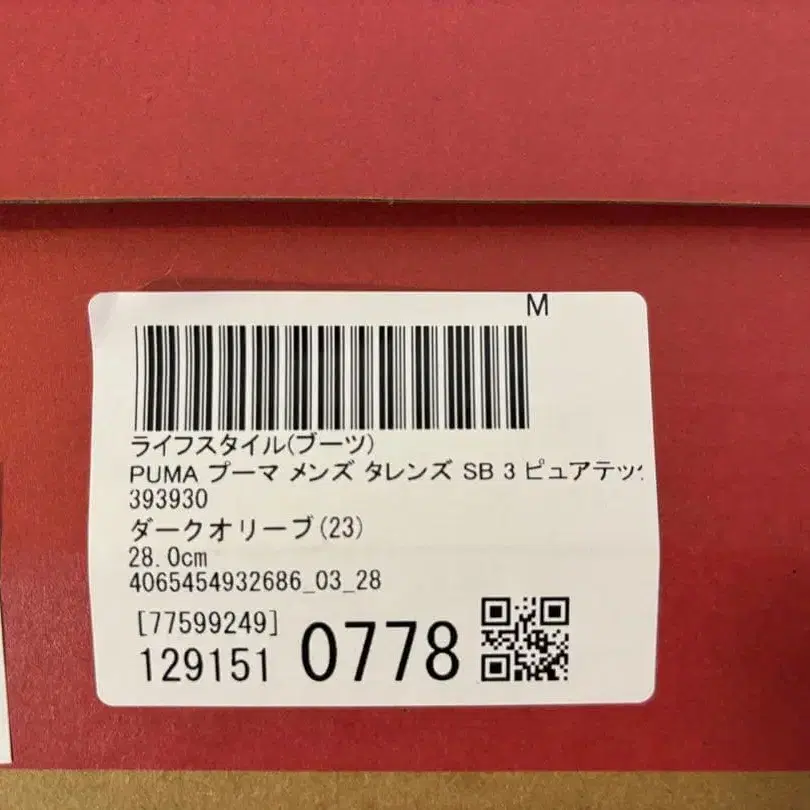 M
ライフスタイル(ブーツ)
PUMA プーマ メンズ タレンズ SB 3 ピュアテック
393930
ダークオリーブ(23)
28.0cm
4065454932686_03_28
[77599249]
129151 0778